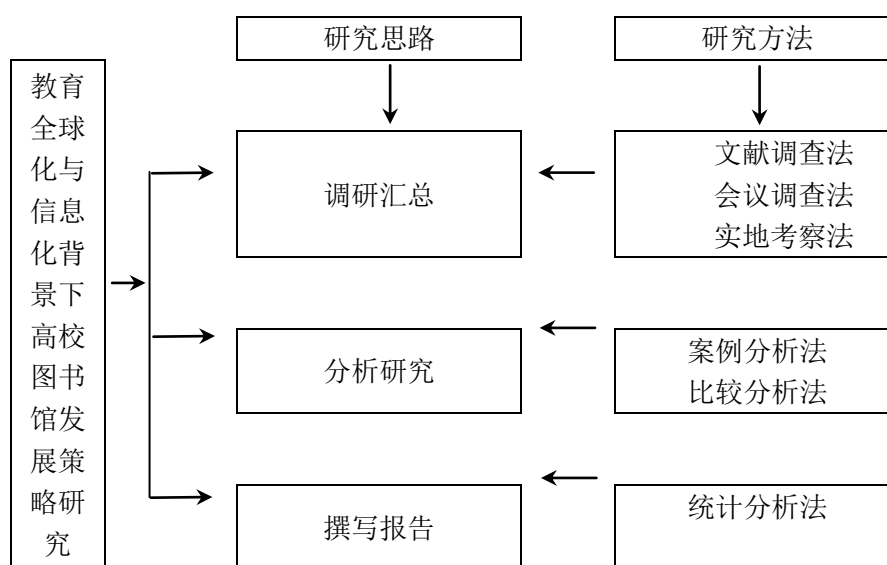 研究思路
研究方法
教育
全球
化与
信息
化背
景下
高校
图书
馆发
展策
略研
究
调研汇总
文献调查法
会议调查法
实地考察法
分析研究
案例分析法
比较分析法
撰写报告
统计分析法